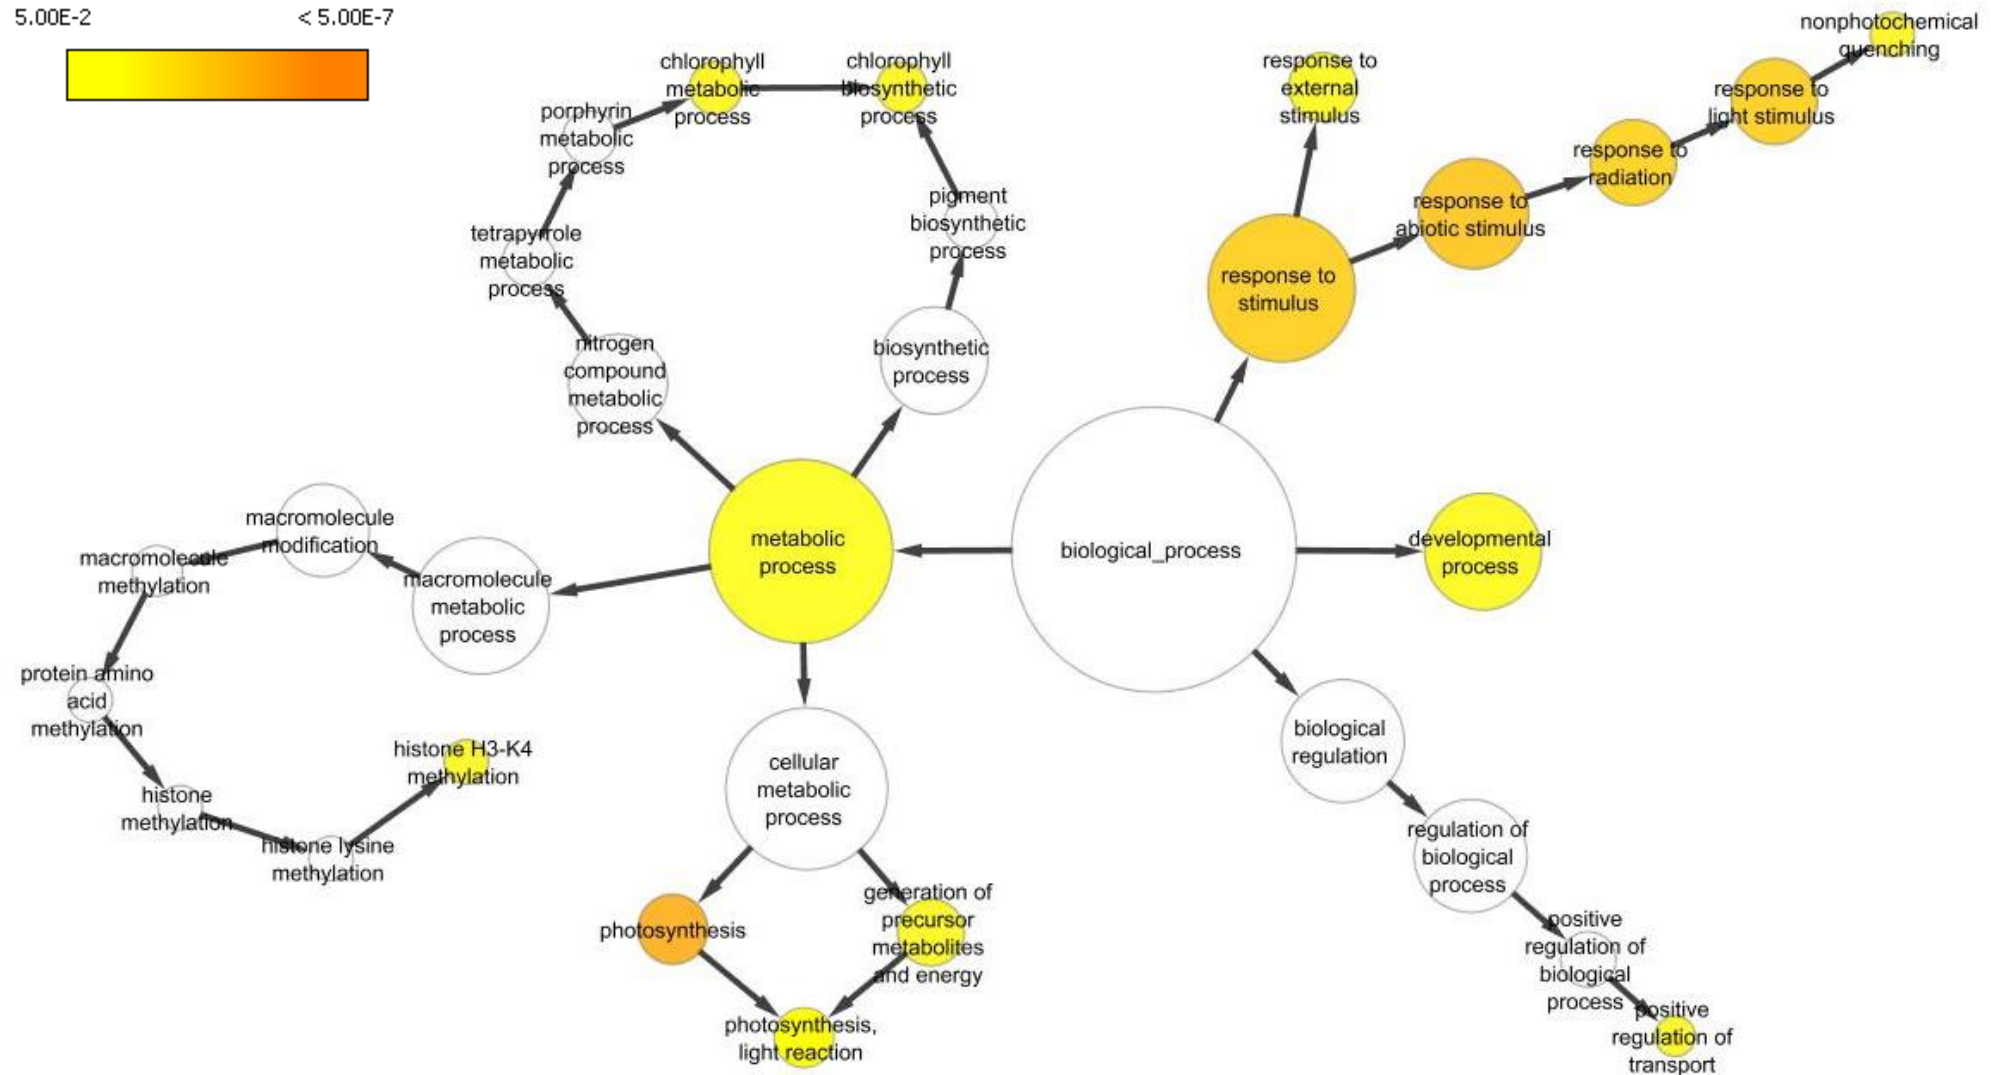 5.00E-2
< 5.00E-7
chlorophyll
metabolic
process
chlorophyll
biosynthetic
process
porphyrin
metabolic
process
tetrapyrrole
metabolic
process
pigment
biosynthetic
process
nitrogen
compound
metabolic
process
biosynthetic
process
response to
external
stimulus
nonphotochemical
quenching
response to
light stimulus
response to
radiation
response to
abiotic stimulus
response to
stimulus
macromolecule
modification
macromolecule
methylation
macromolecule
metabolic
process
metabolic
process
biological_process
developmental
process
protein amino
acid
methylation
histone H3-K4
methylation
histone
methylation
histone lysine
methylation
cellular
metabolic
process
biological
regulation
regulation of
biological
process
photosynthesis
generation of
precursor
metabolites
and energy
photosynthesis,
light reaction
positive
regulation of
biological
process
positive
regulation of
transport